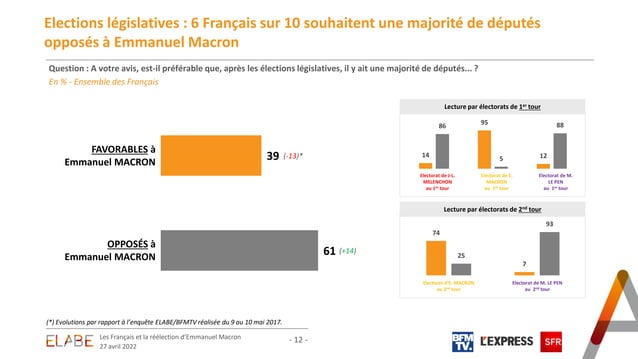 Elections législatives : 6 Français sur 10 souhaitent une majorité de députés
opposés à Emmanuel Macron
Question : A votre avis, est-il préférable que, après les élections législatives, il y ait une majorité de députés... ?
En % - Ensemble des Français
FAVORABLES à
Emmanuel MACRON
39 (-13)*
OPPOSÉS à
Emmanuel MACRON
61 (+14)
Lecture par électorats de 1er tour
14 86
95 5
12 88
Electorat de J-L.
MELENCHON
au 1er tour
Electorat de E.
MACRON
au 1er tour
Electorat de M.
LE PEN
au 1er tour
Lecture par électorats de 2nd tour
74 25
7 93
Electorat d'E. MACRON
au 2nd tour
Electorat de M. LE PEN
au 2nd tour
(*) Evolutions par rapport à l'enquête ELABE/BFMTV réalisée du 9 au 10 mai 2017.
ELABE
Les Français et la réélection d'Emmanuel Macron
27 avril 2022
- 12 -
BFM
TV.
L'EXPRESS
SFR